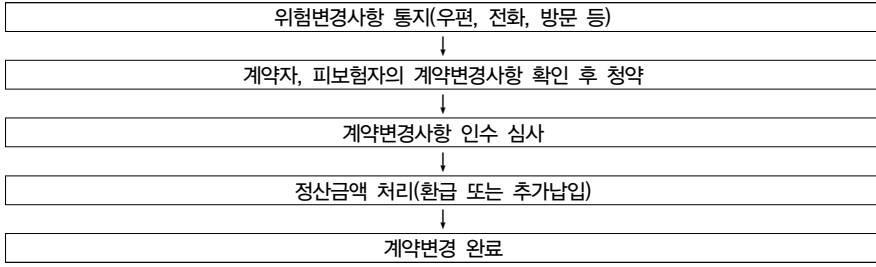 위험변경사항 통지(우편, 전화, 방문 등)
계약자, 피보험자의 계약변경사항 확인 후 청약
계약변경사항 인수 심사
정산금액 처리(환급 또는 추가납입)
계약변경 완료